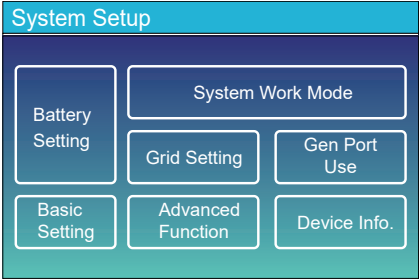 System Setup
Battery
Setting
System Work Mode
Grid Setting
Gen Port
Use
Basic
Setting
Advanced
Function
Device Info.